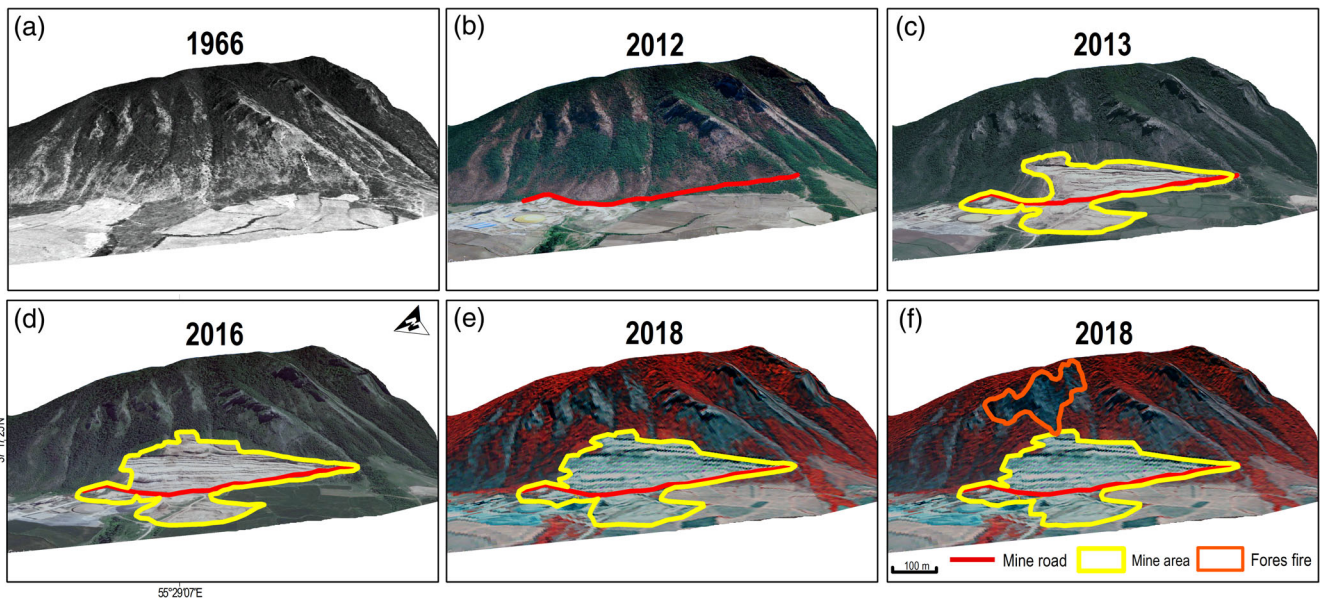 (a)
1966
(b)
2012
(c)
2013
(d)
2016
(e)
2018
(f)
2018
55°29'07"E
100 m
Mine road
Mine area
Fores fire